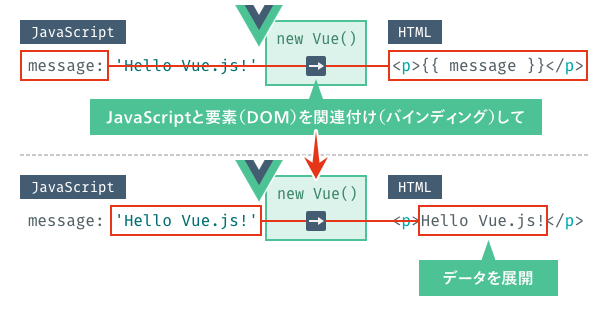 JavaScript
new Vue()
HTML
message: 'Hello Vue.js!'
<p>{{ message }}</p>
JavaScriptと要素(DOM)を関連付け(バインディング)して
JavaScript
new Vue()
HTML
message: 'Hello Vue.js!'
<p>Hello Vue.js!</p>
データを展開